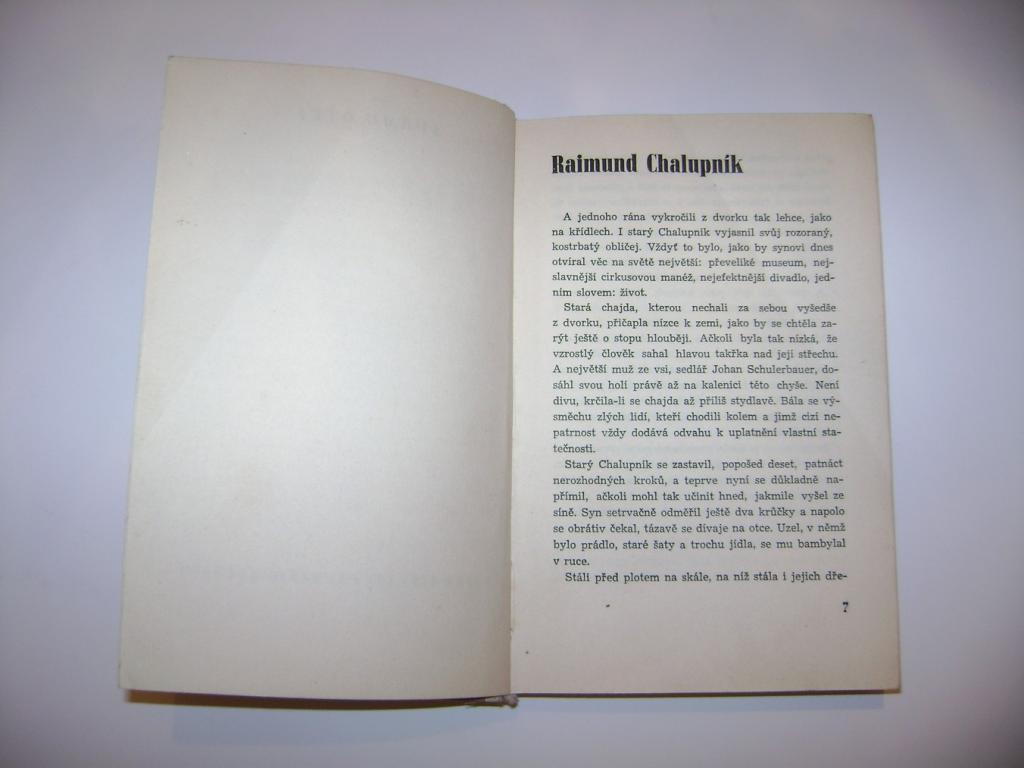 Raimund Chalupník
A jednoho rána vykročili z dvorku tak lehce, jako
na křídlech. I starý Chalupník vyjasnil svůj rozoraný,
kostrbatý obličej. Vždyť to bylo, jako by synovi dnes
otvíral věc na světě největší: převeliké museum, nej-
slavnější cirkusovou manéž, nejefektnější divadlo, jed-
ním slovem: život.
Stará chajda, kterou nechali za sebou vyšedše
z dvorku, přičapla nízce k zemi, jako by se chtěla za-
rýt ještě o stopu hlouběji. Ačkoli byla tak nízká, že
vzrostlý člověk sahal hlavou takřka nad její střechu.
A největší muž ze vsi, sedlář Johan Schulerbauer, do-
sáhl svou holí právě až na kalenici této chyše. Není
divu, krčila-li se chajda až příliš stydlavě. Bála se vý-
směchu zlých lidí, kteří chodili kolem a jimž cizí ne-
patrnost vždy dodává odvahu k uplatnění vlastní sta-
tečnosti.
Starý Chalupník se zastavil, popošed deset, patnáct
nerozhodných kroků, a teprve nyní se důkladně na-
přímil, ačkoli mohl tak učinit hned, jakmile vyšel ze
síně. Syn setrvačně odměřil ještě dva krůčky a napolo
se obrátiv čekal, tázavě se dívaje na otce. Uzel, v němž
bylo prádlo, staré šaty a trochu jídla, se mu bambylal
v ruce.
Stáli před plotem na skále, na níž stála i jejich dře-
7